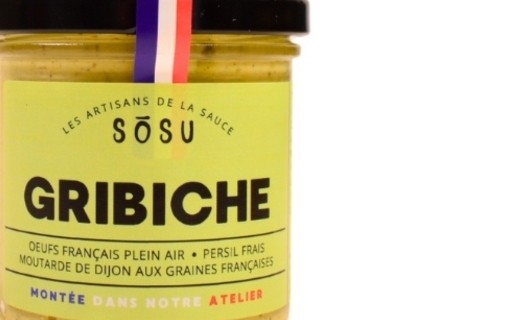 LES ARTISANS DE LA SAUCE
SŌSU
GRIBICHE
OEUFS FRANÇAIS PLEIN AIR • PERSIL FRAIS
MOUTARDE DE DIJON AUX GRAINES FRANÇAISES
MONTÉE DANS NOTRE ATELIER